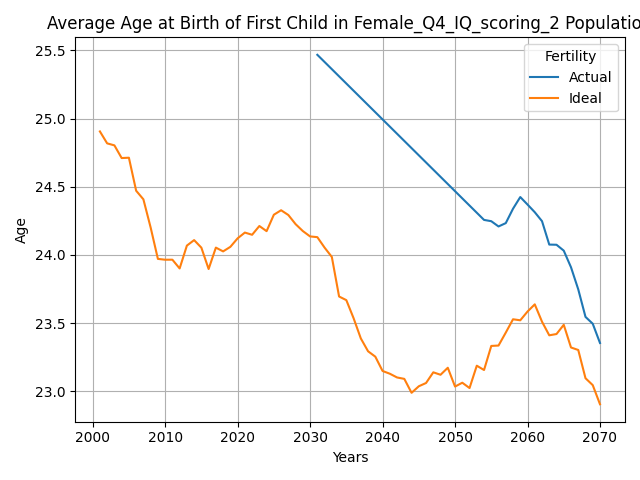 Average Age at Birth of First Child in Female_Q4_IQ_scoring_2 Populatio
25.5
25.0
24.5
24.0
23.5
23.0
Age
Fertility
Actual
Ideal
2000 2010 2020 2030 2040 2050 2060 2070
Years